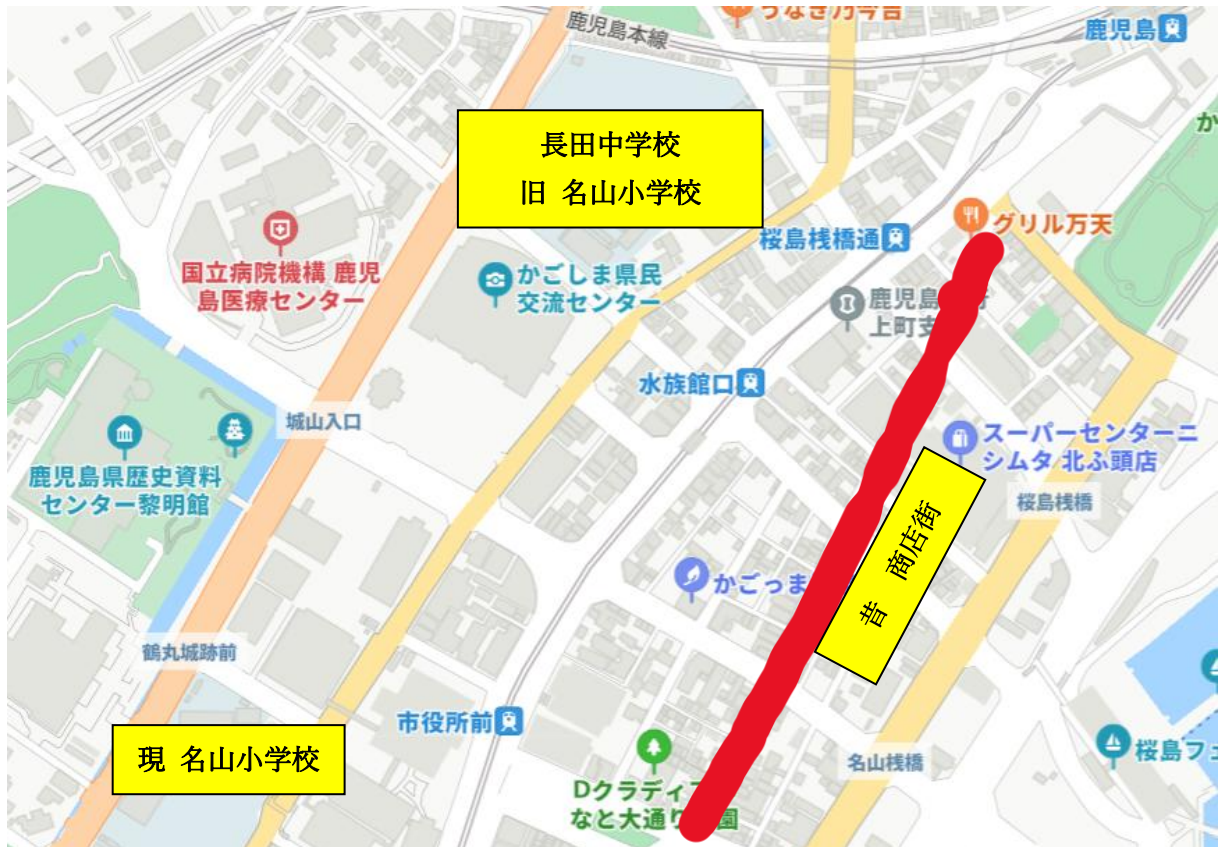 うなぎ乃今吉
鹿児島本線
鹿児島
か
長田中学校
旧 名山小学校
グリル万天
桜島桟橋通
国立病院機構 鹿児
島医療センター
かごしま県民
交流センター
鹿児島
上町支
水族館口
城山入口
スーパーセンターニ
シムタ 北ふ頭店
鹿児島県歴史資料
センター黎明館
桜島桟橋
昔 商店街
かごっま
鶴丸城跡前
市役所前
現 名山小学校
名山桟橋
桜島フェ
Dクラディア
なと大通り
園